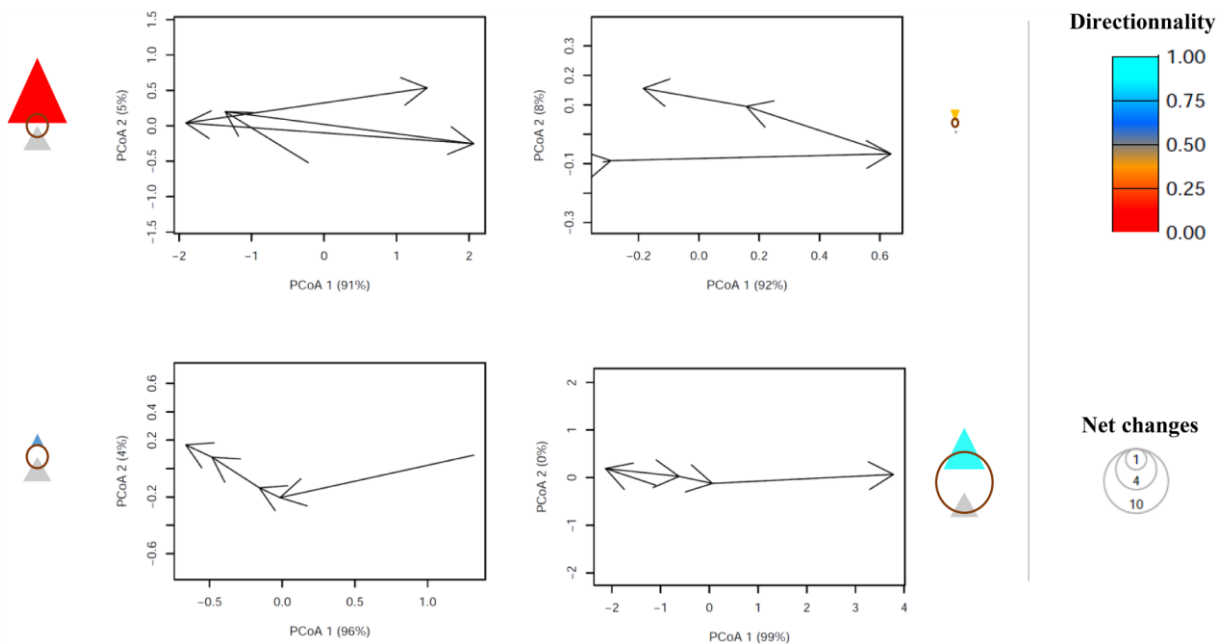 PCoA 2 (5%)
1.5
1.0
0.5
0.0
−0.5
−1.0
−1.5
−2 −1 0 1 2
PCoA 1 (91%)
PCoA 2 (8%)
0.3
0.2
0.1
−0.1
−0.3
−0.2 0.0 0.2 0.4 0.6
PCoA 1 (92%)
Directionnality
1.00
0.75
0.50
0.25
0.00
PCoA 2 (4%)
0.6
0.4
0.2
−0.2
−0.6
−0.5 0.0 1.0
PCoA 1 (96%)
PCoA 2 (0%)
2
1
0
−1
−2
−2 −1 0 1 2 3 4
PCoA 1 (99%)
Net changes
1
4
10